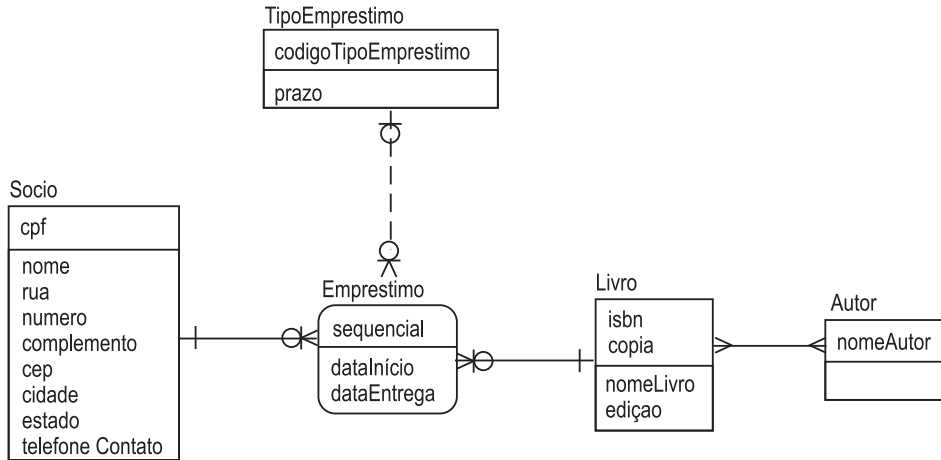 TipoEmprestimo
codigoTipoEmprestimo
prazo
Socio
cpf
nome
rua
numero
complemento
cep
cidade
estado
telefone Contato
Emprestimo
sequencial
dataInício
dataEntrega
Livro
isbn
copia
nomeLivro
ediçao
Autor
nomeAutor